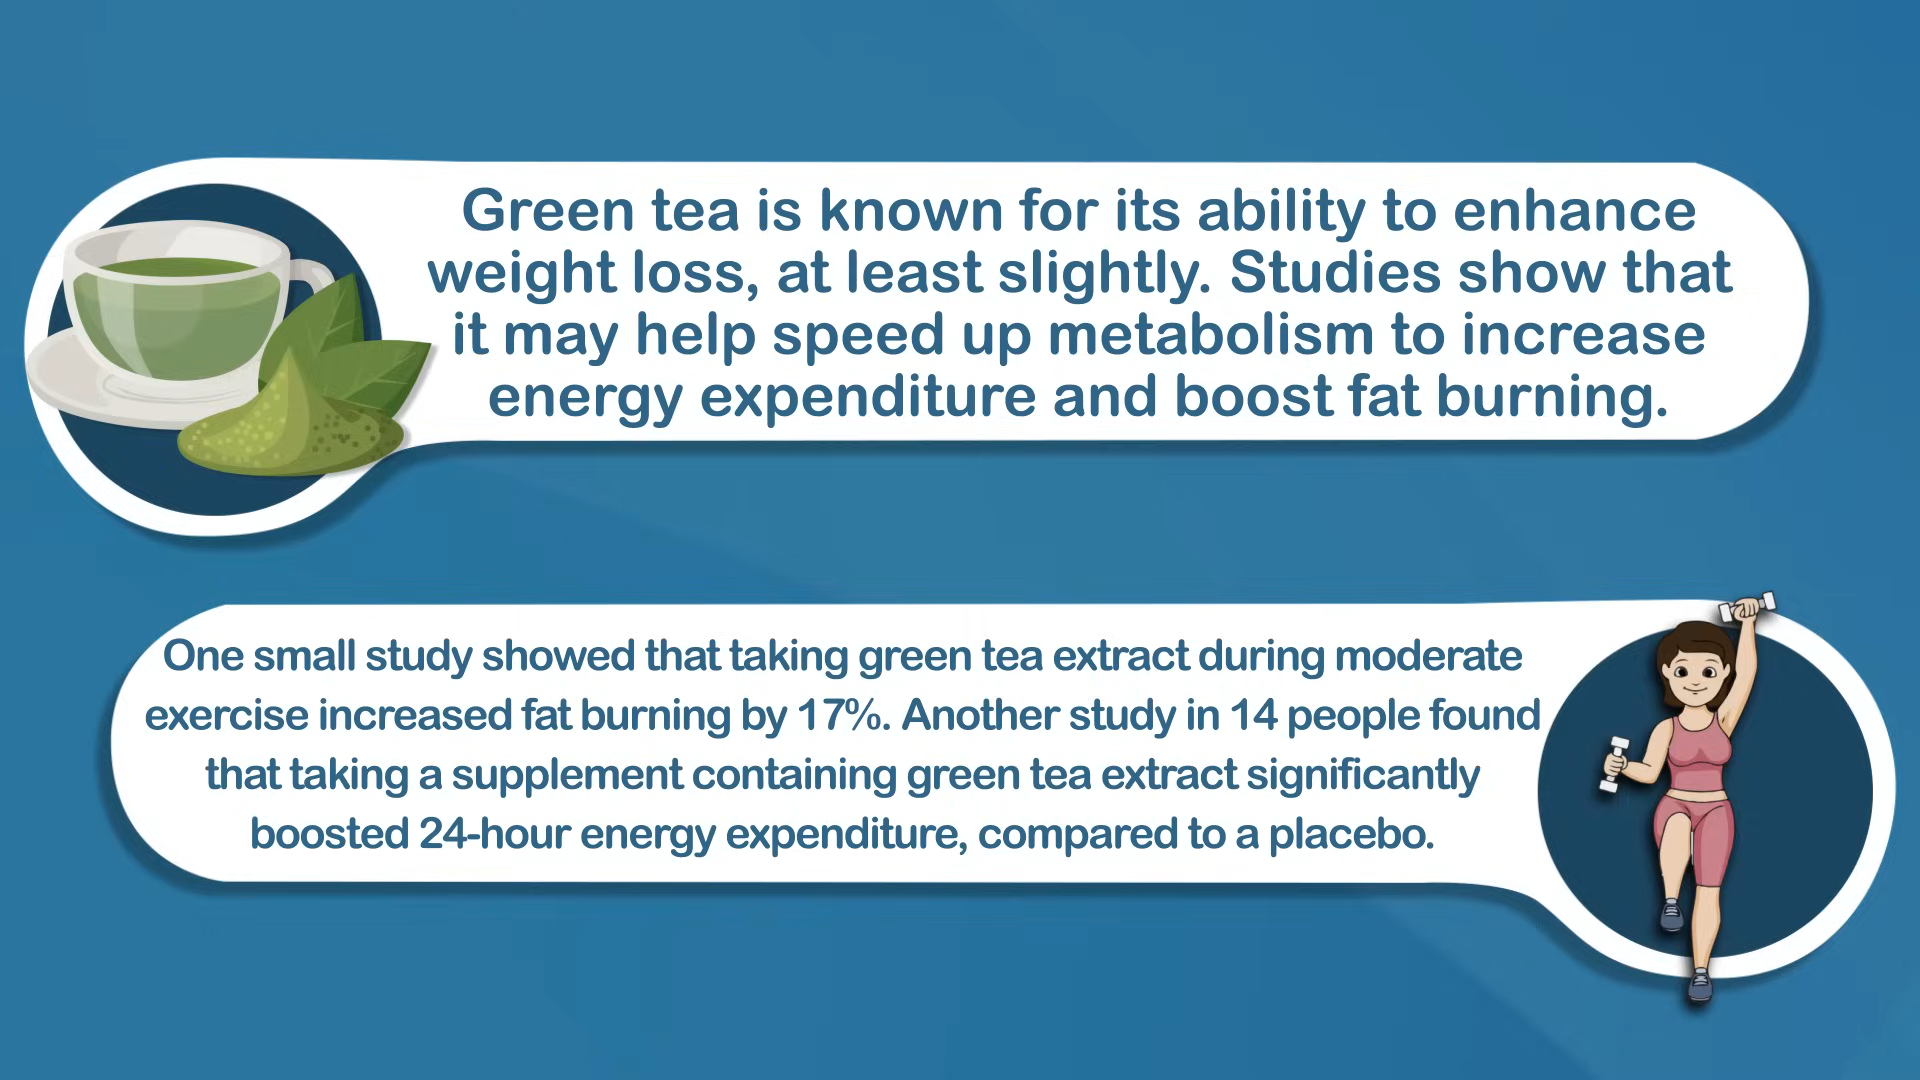 Green tea is known for its ability to enhance
weight loss, at least slightly. Studies show that
it may help speed up metabolism to increase
energy expenditure and boost fat burning.
One small study showed that taking green tea extract during moderate
exercise increased fat burning by 17%. Another study in 14 people found
that taking a supplement containing green tea extract significantly
boosted 24-hour energy expenditure, compared to a placebo.